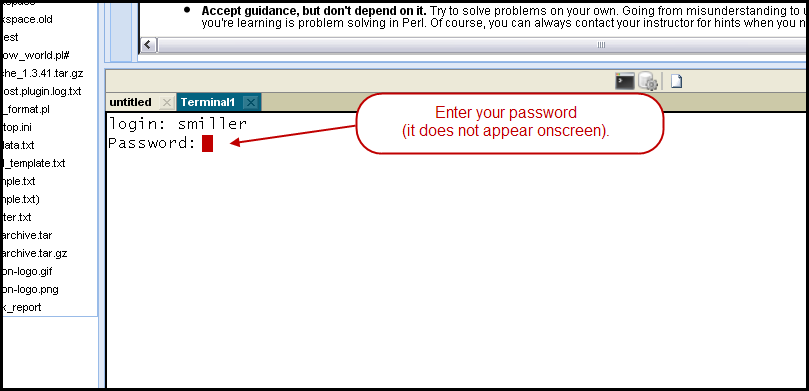 kspace.old
est
ow_world.pl#
che_1.3.41.tar.gz
ost.plugin.log.txt
_format.pl
top.ini
data.txt
l_template.txt
mple.txt
mple.txt)
ter.txt
archive.tar
archive.tar.gz
on-logo.gif
on-logo.png
k_report
Accept guidance, but don't depend on it. Try to solve problems on your own. Going from misunderstanding to u
you're learning is problem solving in Perl. Of course, you can always contact your instructor for hints when you n
untitled Terminal1
login: smiller
Password:
Enter your password
(it does not appear onscreen).